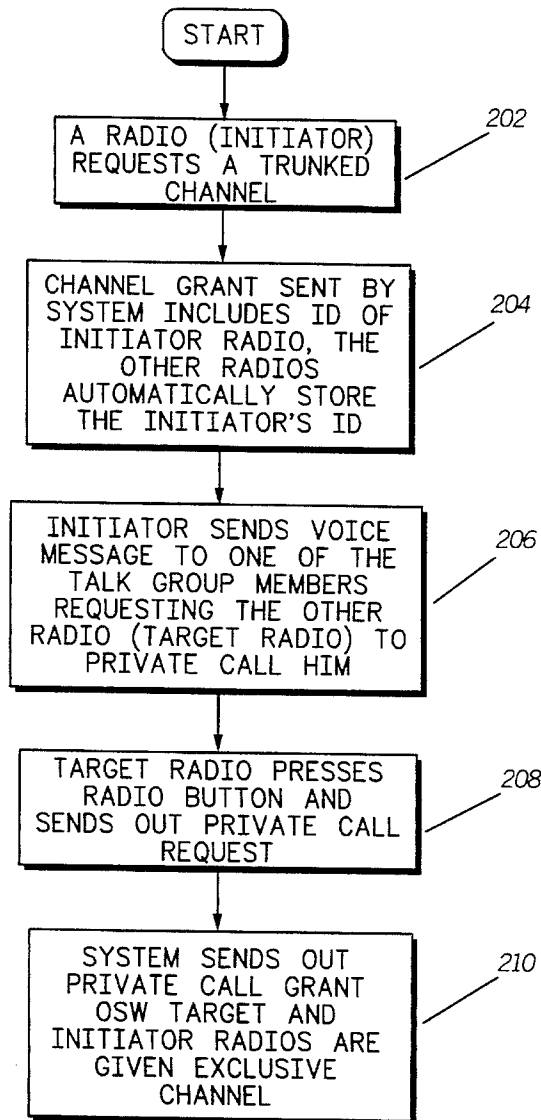 START
A RADIO (INITIATOR)
REQUESTS A TRUNKED
CHANNEL
202
CHANNEL GRANT SENT BY
SYSTEM INCLUDES ID OF
INITIATOR RADIO, THE
OTHER RADIOS
AUTOMATICALLY STORE
THE INITIATOR'S ID
204
INITIATOR SENDS VOICE
MESSAGE TO ONE OF THE
TALK GROUP MEMBERS
REQUESTING THE OTHER
RADIO (TARGET RADIO) TO
PRIVATE CALL HIM
206
TARGET RADIO PRESSES
RADIO BUTTON AND
SENDS OUT PRIVATE CALL
REQUEST
208
SYSTEM SENDS OUT
PRIVATE CALL GRANT
OSW TARGET AND
INITIATOR RADIOS ARE
GIVEN EXCLUSIVE
CHANNEL
210